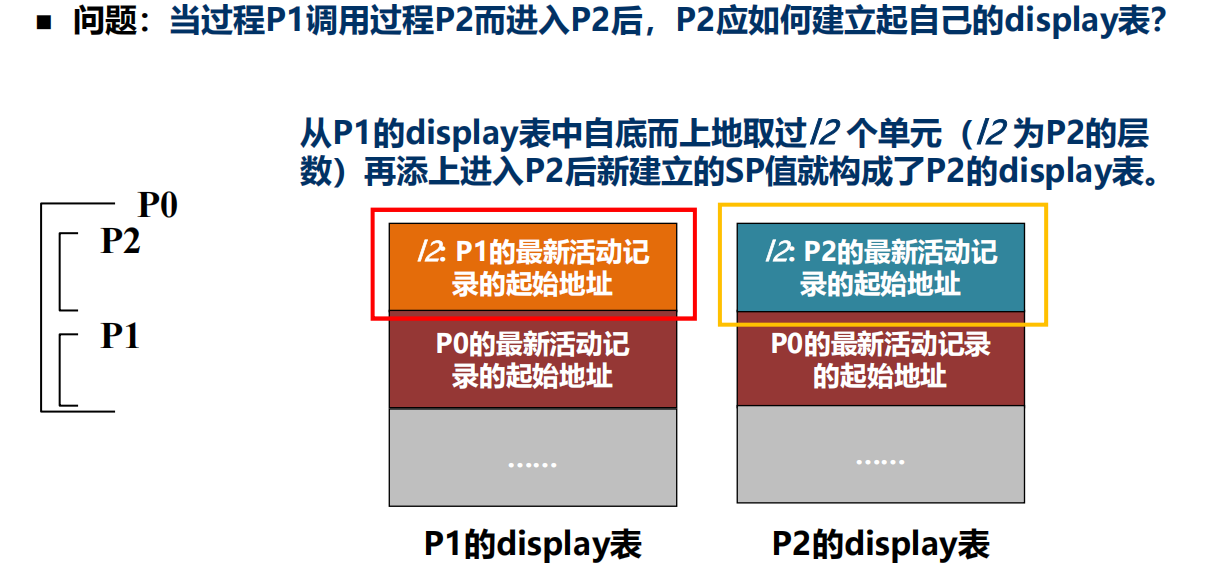 ■ 问题：当过程P1调用过程P2而进入P2后，P2应如何建立起自己的display表？
从P1的display表中自底而上地取过l2 个单元（l2 为P2的层
数）再添上进入P2后新建立的SP值就构成了P2的display表。
P0
P2
P1
l2: P1的最新活动记
录的起始地址
P0的最新活动记
录的起始地址
……
P1的display表
l2: P2的最新活动记
录的起始地址
P0的最新活动记录
的起始地址
……
P2的display表